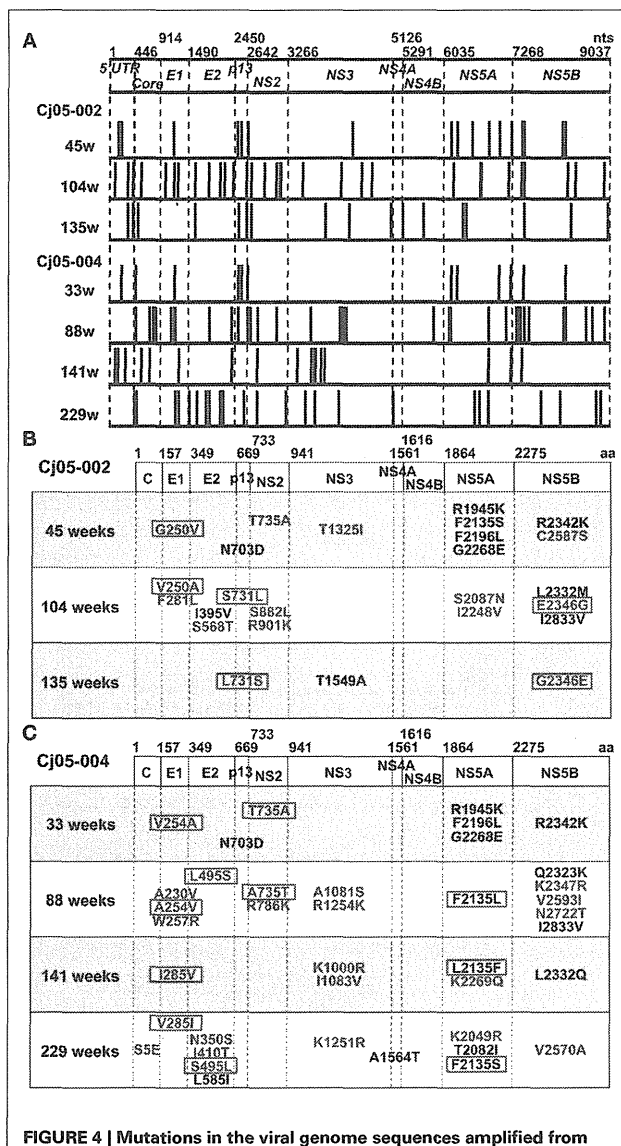 A
914 2450 5126
1 446 1490 2642 3266 5291 6035 7268 9037 nts
5'UTR Core E1 E2 p13 NS2 NS3 NS4A NS4B NS5A NS5B
Cj05-002
45w
104w
135w
Cj05-004
33w
88w
141w
229w
B
Cj05-002
733 1616
1 157 349 669 941 1561 1864 2275 aa
C E1 E2 p13 NS2 NS3 NS4A NS4B NS5A NS5B
45 weeks
G250V
N703D
T735A
T1325I
R1945K
F2135S
F2196L
G2268E
R2342K
C2587S
104 weeks
V250A
F281L
I395V
S568T
S731L
S882L
R901K
S2087N
I2248V
L2332M
E2346G
I2833V
135 weeks
L731S
T1549A
G2346E
C
Cj05-004
733 1616
1 157 349 669 941 1561 1864 2275 aa
C E1 E2 p13 NS2 NS3 NS4A NS4B NS5A NS5B
33 weeks
V254A
N703D
T735A
R1945K
F2196L
G2268E
R2342K
88 weeks
A230V
A254V
W257R
L495S
A735T
R786K
A1081S
R1254K
F2135L
Q2323K
K2347R
V2593I
N2722T
I2833V
141 weeks
I285V
K1000R
I1083V
L2135F
K2269Q
L2332Q
229 weeks
S5E
V285I
N350S
I410T
S495L
L585I
K1251R
A1564T
K2049R
T2082I
F2135S
V2570A
FIGURE 4 | Mutations in the viral genome sequences amplified from